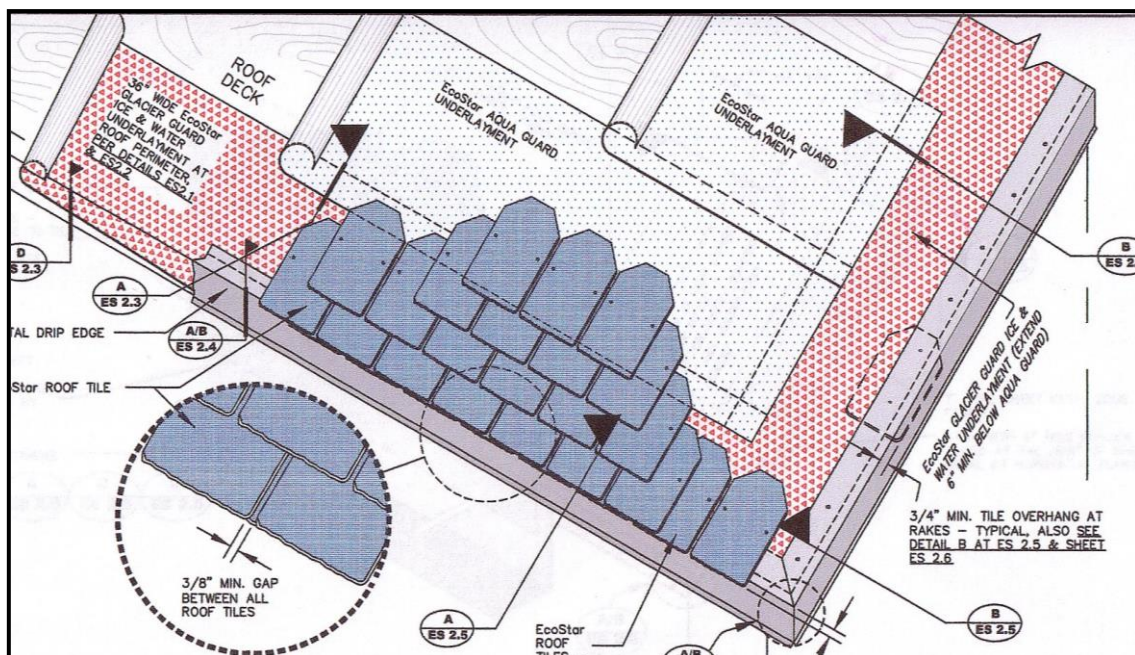 ROOF
DECK
36" WIDE EcoStar
GLACIER GUARD
ICE & WATER
UNDERLAYMENT
ROOF PERIMETER, AT
PER DETAILS ES2.1
& ES2.2
EcoStar AQUA GUARD
UNDERLAYMENT
EcoStar AQUA GUARD
UNDERLAYMENT
D
ES 2.3
A
ES 2.3
B
TAL DRIP EDGE
A/B
ES 2.4
Star ROOF TILE
EcoStar GLACIER GUARD ICE &
WATER UNDERLAYMENT (EXTEND
6" MIN. BELOW AQUA GUARD)
3/4" MIN. TILE OVERHANG AT
RAKES – TYPICAL, ALSO SEE
DETAIL B AT ES 2.5 & SHEET
ES 2.6
3/8" MIN. GAP
BETWEEN ALL
ROOF TILES
A
ES 2.5
EcoStar
ROOF
TILES
A/B
B
ES 2.5